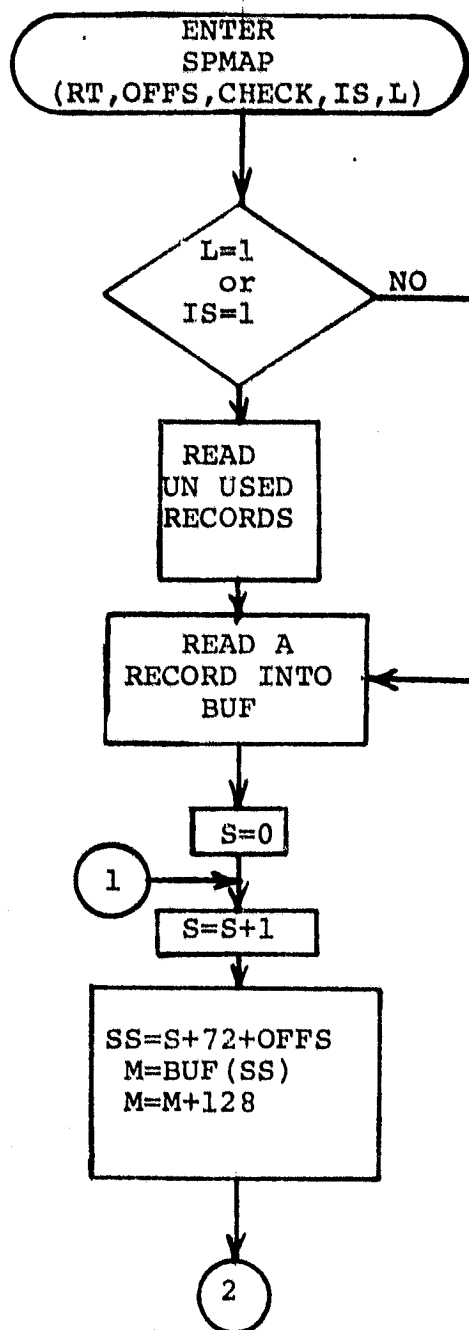 ENTER
SPMAP
(RT,OFFS,CHECK,IS,L)
L=1
or
IS=1
NO
READ
UN USED
RECORDS
READ A
RECORD INTO
BUF
S=0
1
S=S+1
SS=S+72+OFFS
M=BUF(SS)
M=M+128
2